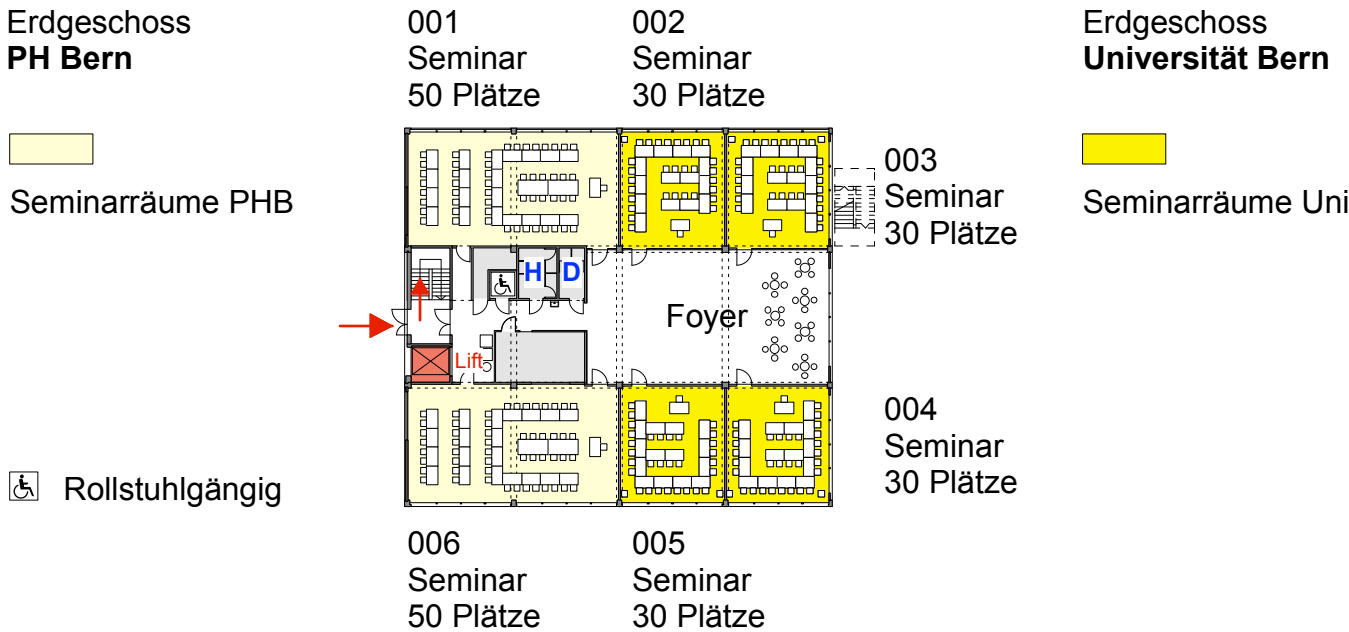 Erdgeschoss
PH Bern
Seminarräume PHB
Rollstuhlgängig
001
Seminar
50 Plätze
002
Seminar
30 Plätze
003
Seminar
30 Plätze
H
D
Foyer
Lift
004
Seminar
30 Plätze
006
Seminar
50 Plätze
005
Seminar
30 Plätze
Erdgeschoss
Universität Bern
Seminarräume Uni